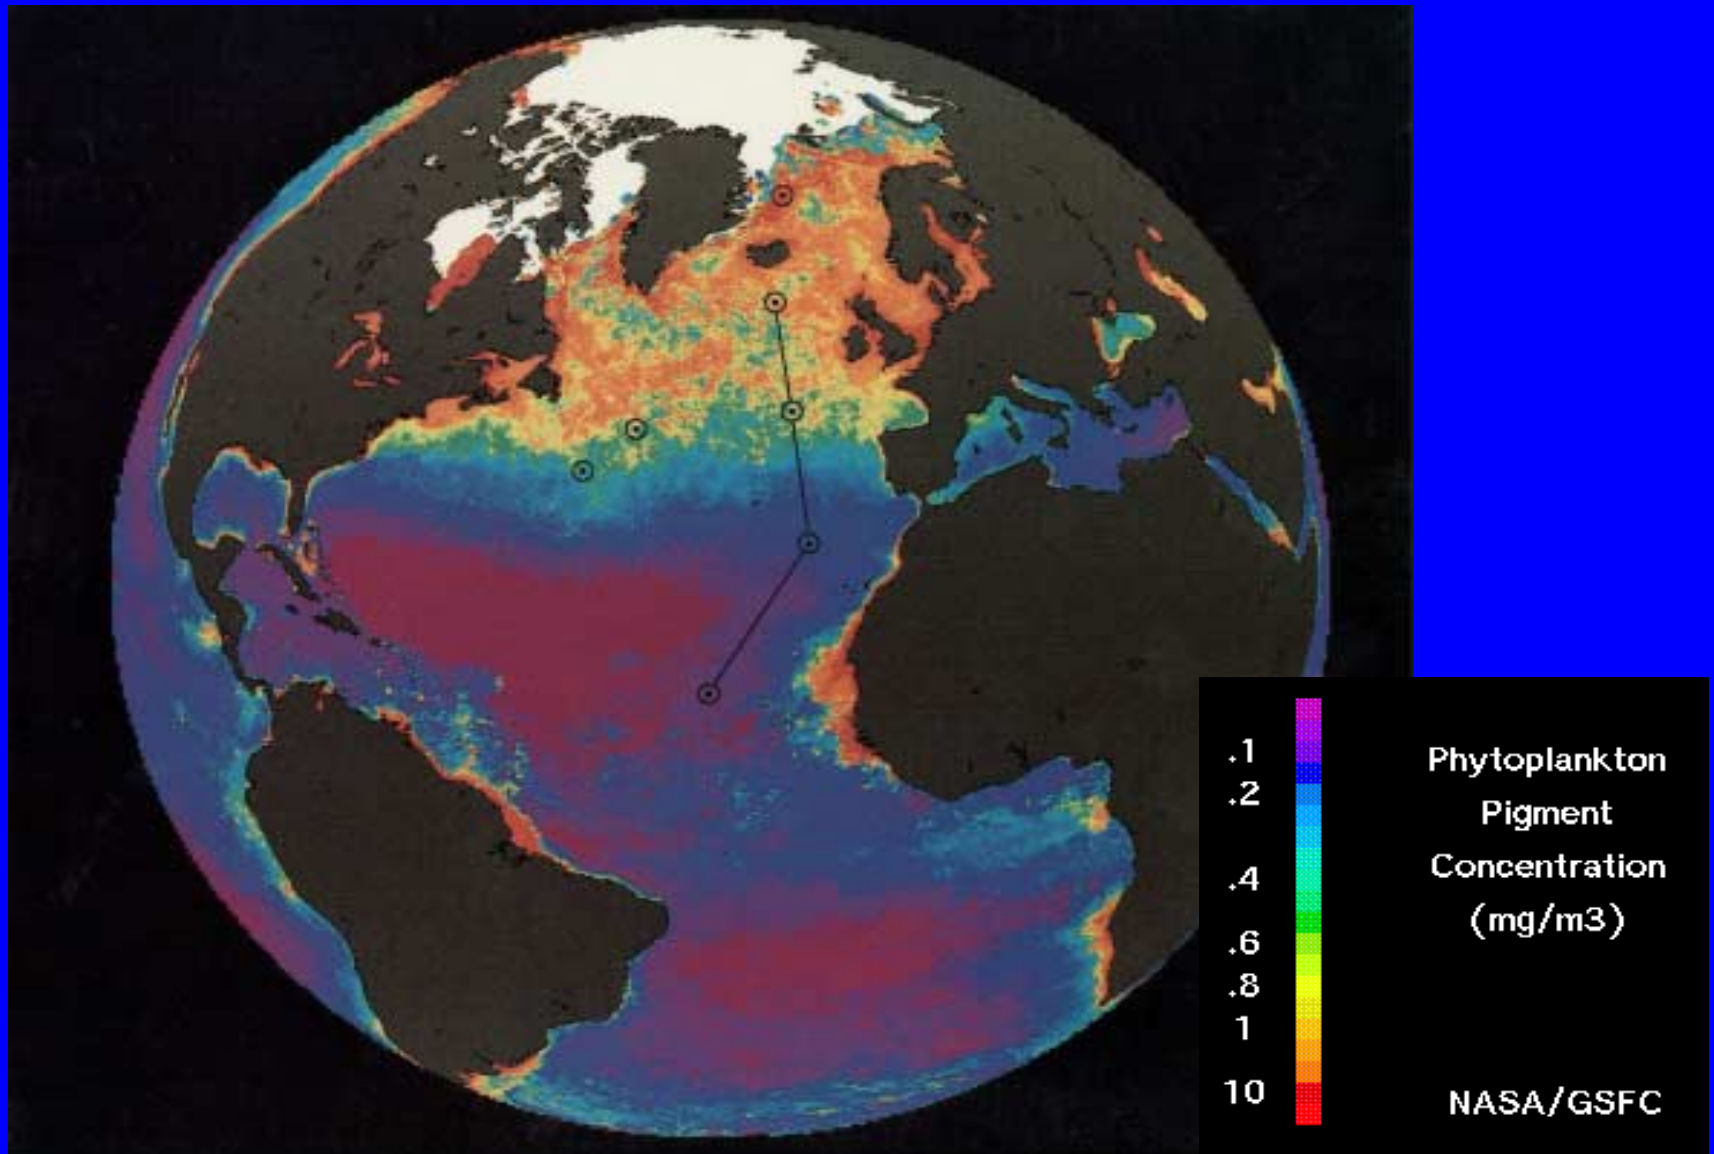 .1
.2
.4
.6
.8
1
10
Phytoplankton
Pigment
Concentration
(mg/m3)
NASA/GSFC